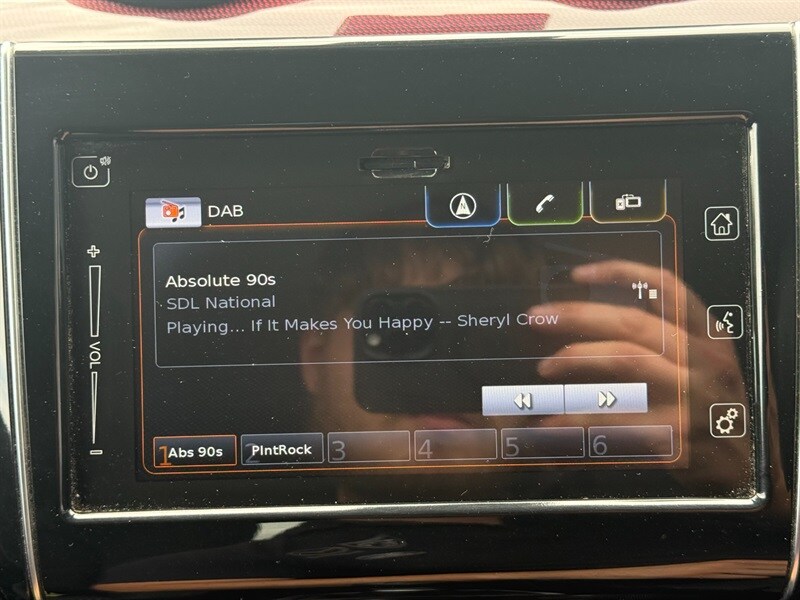 DAB
Absolute 90s
SDL National
Playing... If It Makes You Happy -- Sheryl Crow
+
VOL
−
1 Abs 90s 2 PlntRock 3 4 5 6